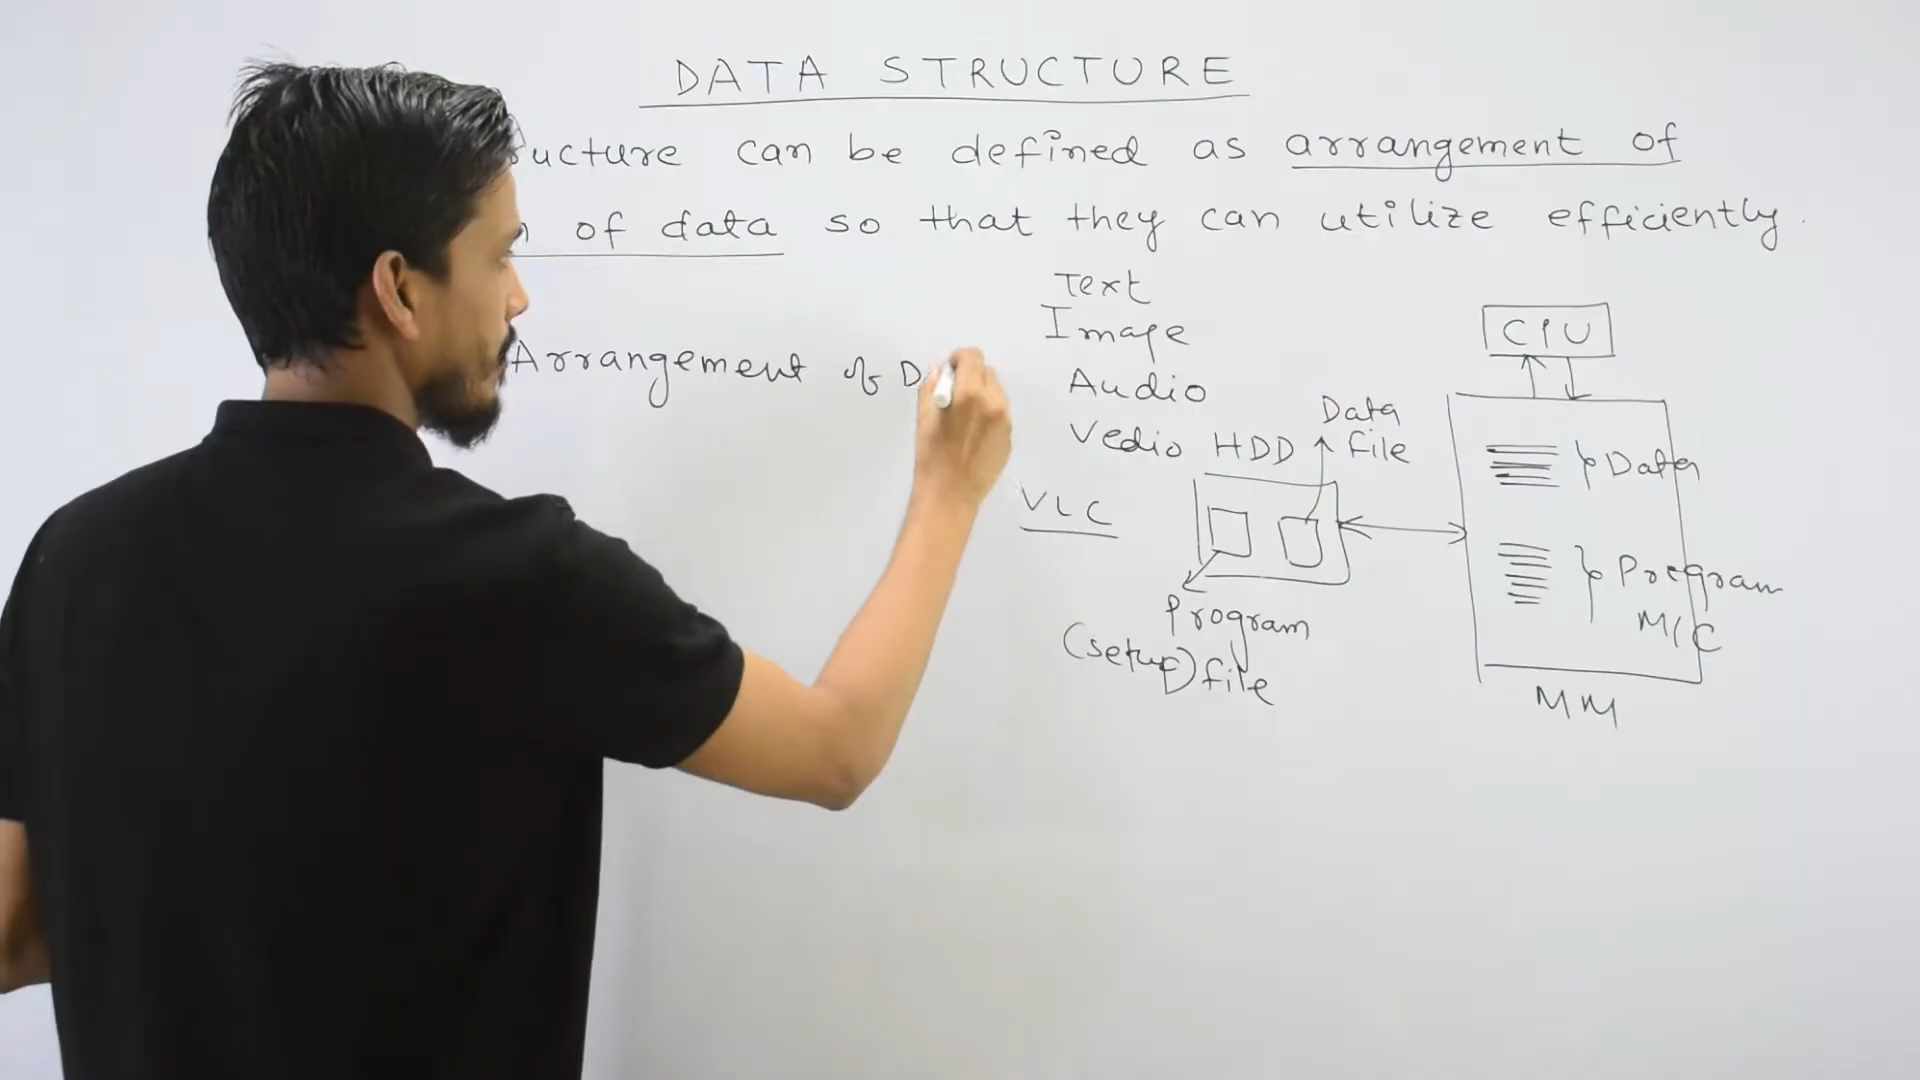 DATA STRUCTURE
ructure can be defined as arrangement of
n of data so that they can utilize efficiently.
Text
Image
Audio
Vedio
Arrangement of D
VLC
HDD
Data
file
Program
(setup) file
CPU
Data
Program
M/C
MM